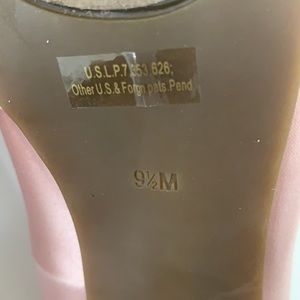 U.S.L.P.7,353,626;
Other U.S.& Forgn pats.Pend
9½M